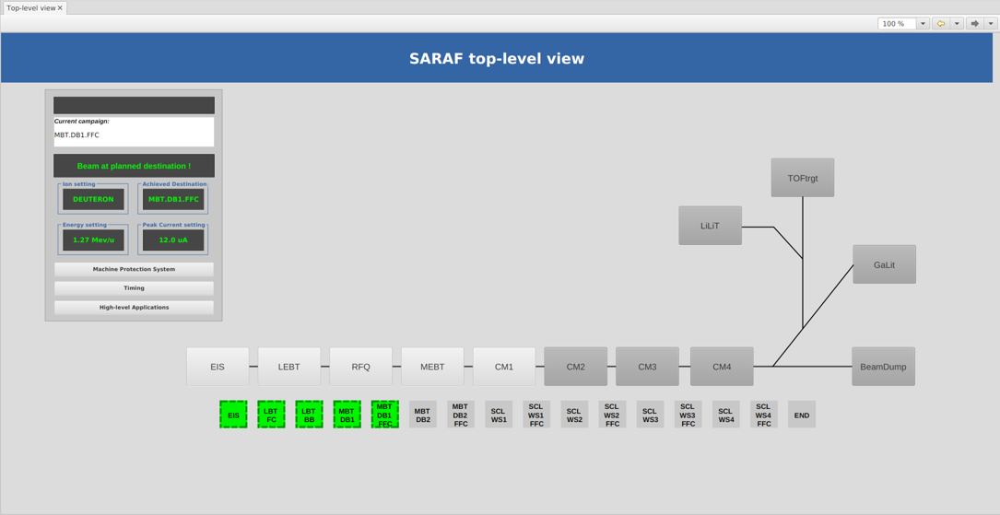 Top-level view
100 %
SARAF top-level view
Current campaign:
MBT.DB1.FFC
Beam at planned destination !
Ion setting
Achieved Destination
DEUTERON
MBT.DB1.FFC
Energy setting
Peak Current setting
1.27 Mev/u
12.0 uA
Machine Protection System
Timing
High-level Applications
TOFtrgt
LiLiT
GaLit
EIS
LEBT
RFQ
MEBT
CM1
CM2
CM3
CM4
BeamDump
EIS
LBT
FC
LBT
BB
MBT
DB1
MBT
DB1
FFC
MBT
DB2
MBT
DB2
FFC
SCL
WS1
SCL
WS1
FFC
SCL
WS2
SCL
WS2
FFC
SCL
WS3
SCL
WS3
FFC
SCL
WS4
SCL
WS4
FFC
END